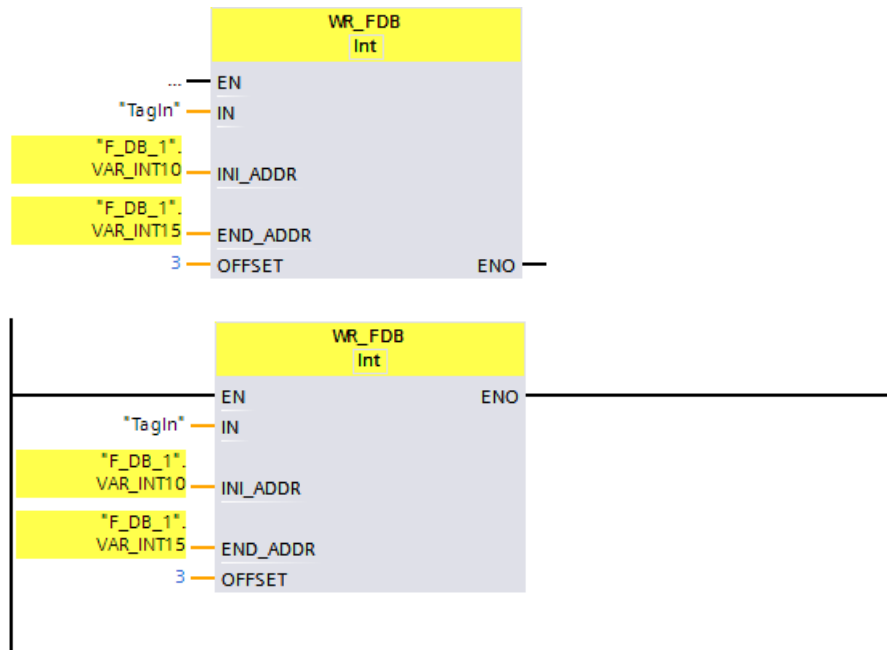 WR_FDB
Int
... EN
"TagIn" IN
"F_DB_1".
VAR_INT10 INI_ADDR
"F_DB_1".
VAR_INT15 END_ADDR
3 OFFSET ENO
WR_FDB
Int
EN ENO
"TagIn" IN
"F_DB_1".
VAR_INT10 INI_ADDR
"F_DB_1".
VAR_INT15 END_ADDR
3 OFFSET